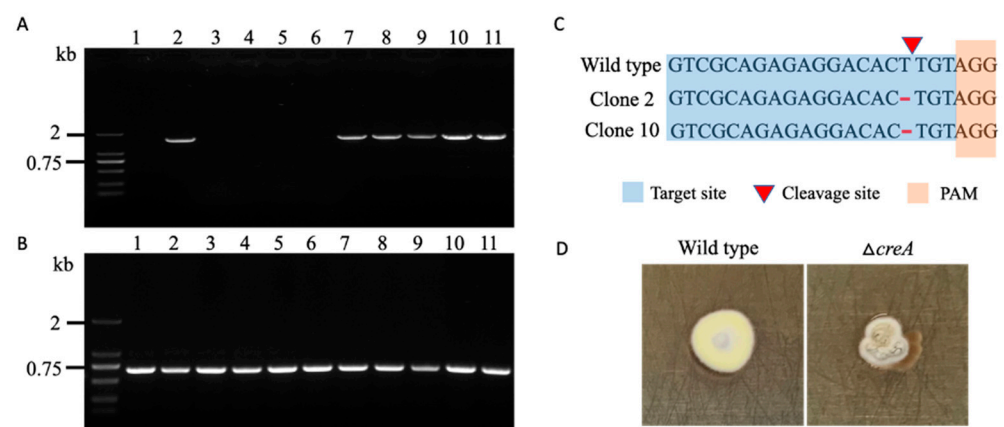 A
1 2 3 4 5 6 7 8 9 10 11
kb
2
0.75
B
1 2 3 4 5 6 7 8 9 10 11
kb
2
0.75
C
Wild type GTCGCAGAGAGGACACTTGTAGG
Clone 2 GTCGCAGAGAGGACAC-TGTAGG
Clone 10 GTCGCAGAGAGGACAC-TGTAGG
Target site Cleavage site PAM
D
Wild type ΔcreA